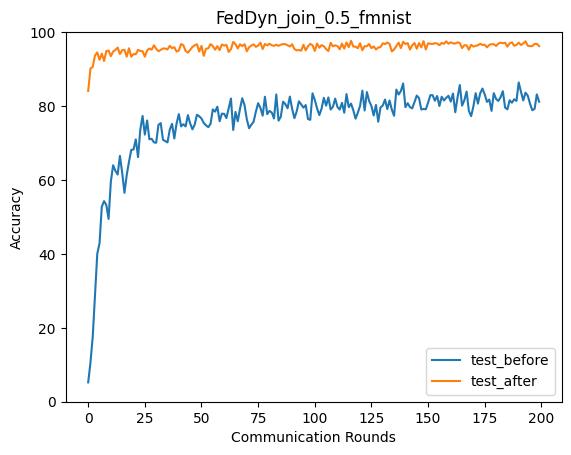 FedDyn_join_0.5_fmnist
Accuracy
100
80
60
40
20
0
0 25 50 75 100 125 150 175 200
Communication Rounds
test_before
test_after